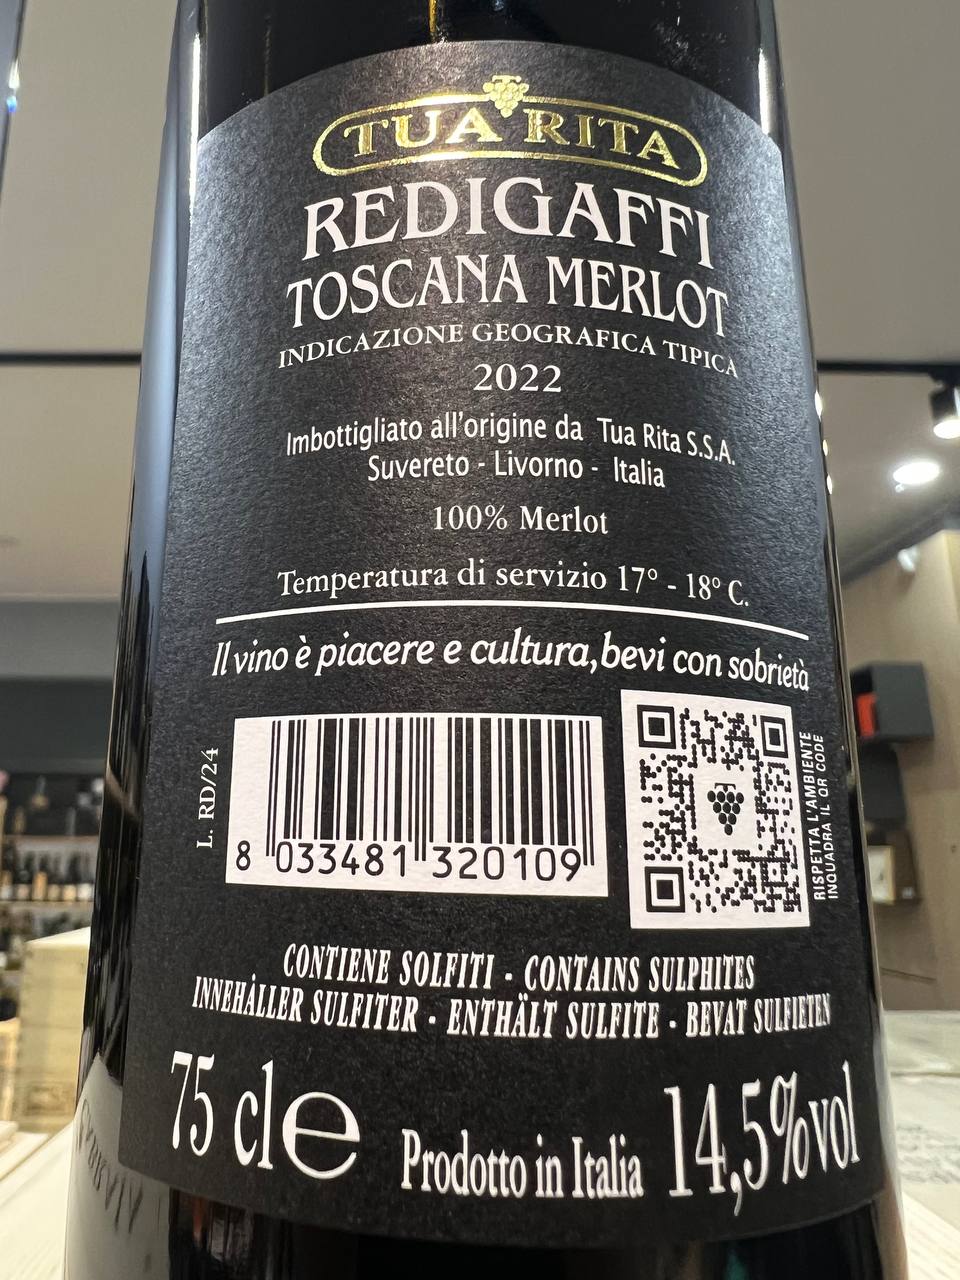 TUA RITA
REDIGAFFI
TOSCANA MERLOT
INDICAZIONE GEOGRAFICA TIPICA
2022
Imbottigliato all'origine da Tua Rita S.S.A.
Suvereto - Livorno - Italia
100% Merlot
Temperatura di servizio 17° - 18° C.
Il vino è piacere e cultura, bevi con sobrietà
L. RD/24
8 033481 320109
RISPETTA L'AMBIENTE
INQUADRA IL QR CODE
CONTIENE SOLFITI - CONTAINS SULPHITES
INNEHÅLLER SULFITER - ENTHÄLT SULFITE - BEVAT SULFIETEN
75 cl e Prodotto in Italia 14,5%vol